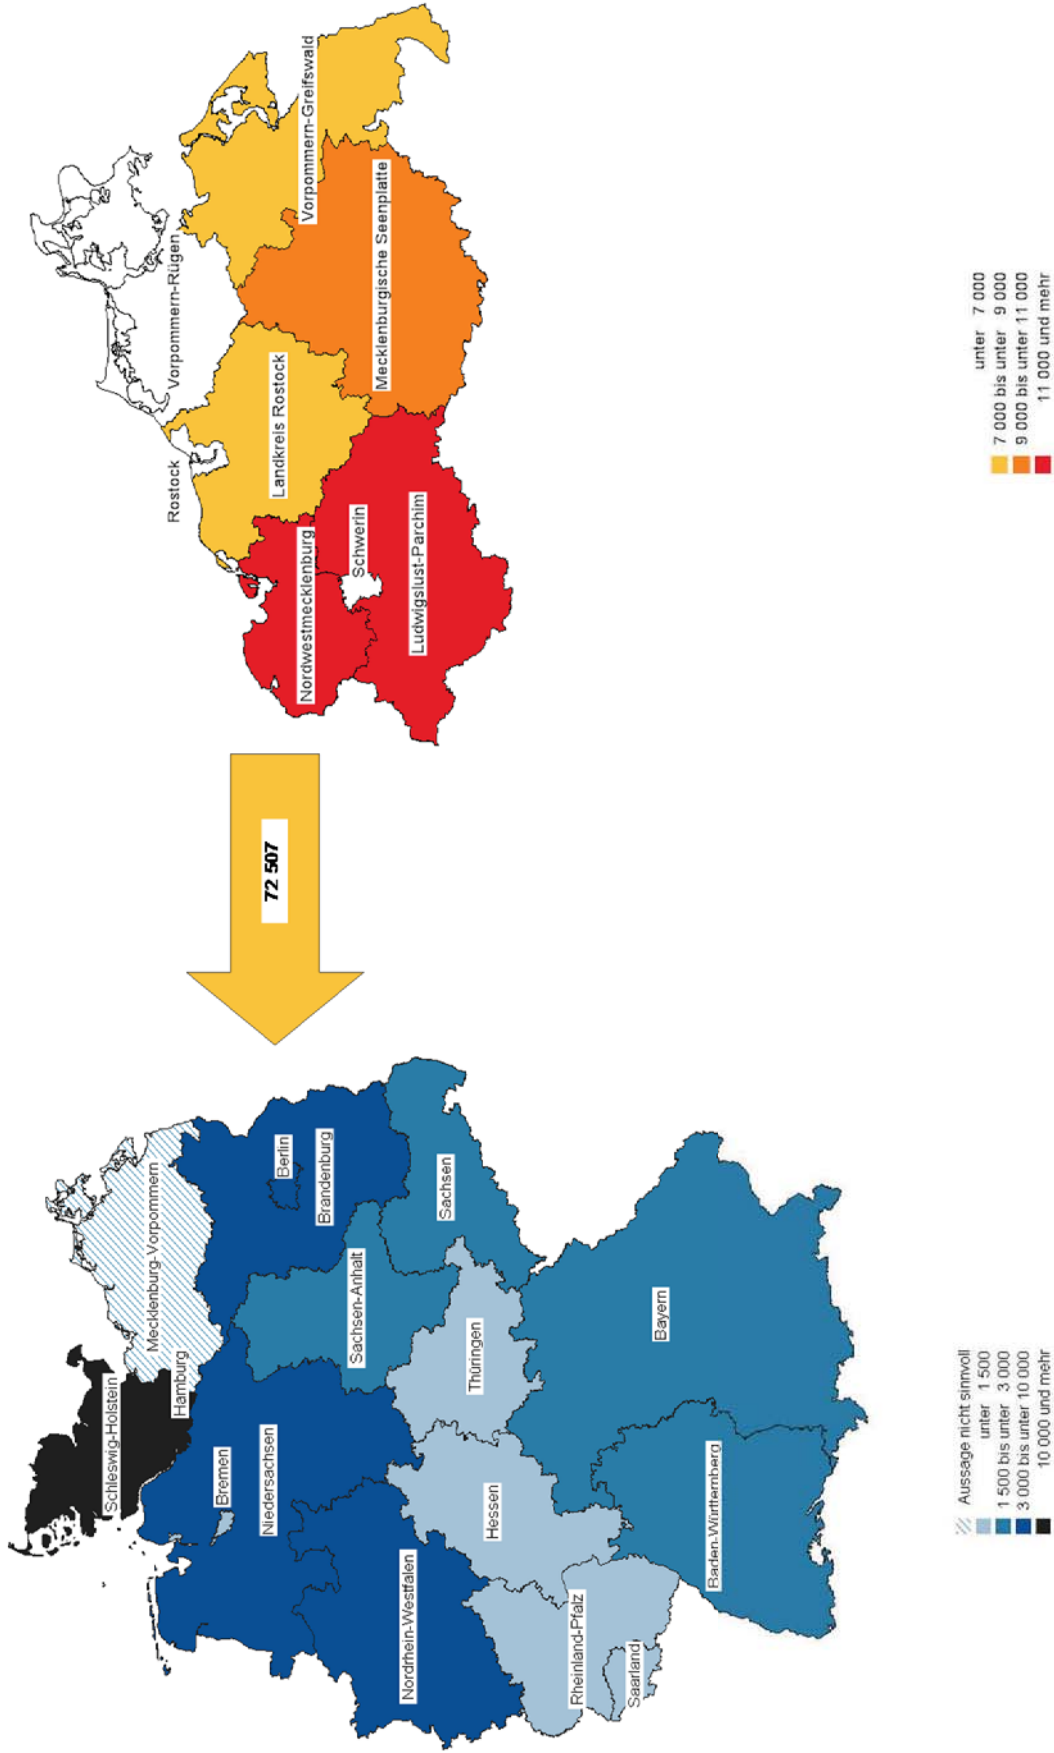 Schleswig-Holstein
Mecklenburg-Vorpommern
Hamburg
Bremen
Niedersachsen
Berlin
Brandenburg
Sachsen-Anhalt
Nordrhein-Westfalen
Sachsen
Thüringen
Hessen
Rheinland-Pfalz
Saarland
Bayern
Baden-Württemberg
Aussage nicht sinnvoll
unter 1 500
1 500 bis unter 3 000
3 000 bis unter 10 000
10 000 und mehr
72 507
Rostock
Vorpommern-Rügen
Landkreis Rostock
Vorpommern-Greifswald
Nordwestmecklenburg
Schwerin
Mecklenburgische Seenplatte
Ludwigslust-Parchim
unter 7 000
7 000 bis unter 9 000
9 000 bis unter 11 000
11 000 und mehr